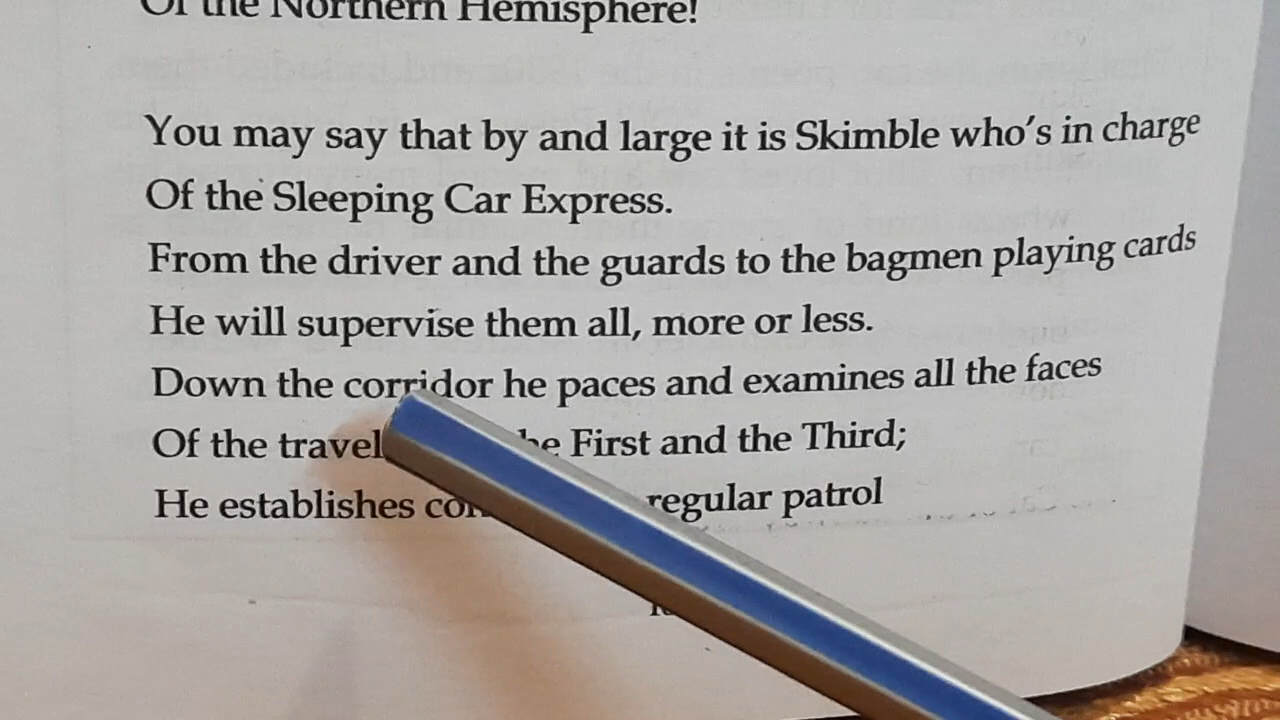 Of the Northern Hemisphere!
You may say that by and large it is Skimble who's in charge
Of the Sleeping Car Express.
From the driver and the guards to the bagmen playing cards
He will supervise them all, more or less.
Down the corridor he paces and examines all the faces
Of the First and the Third;
He establishes regular patrol